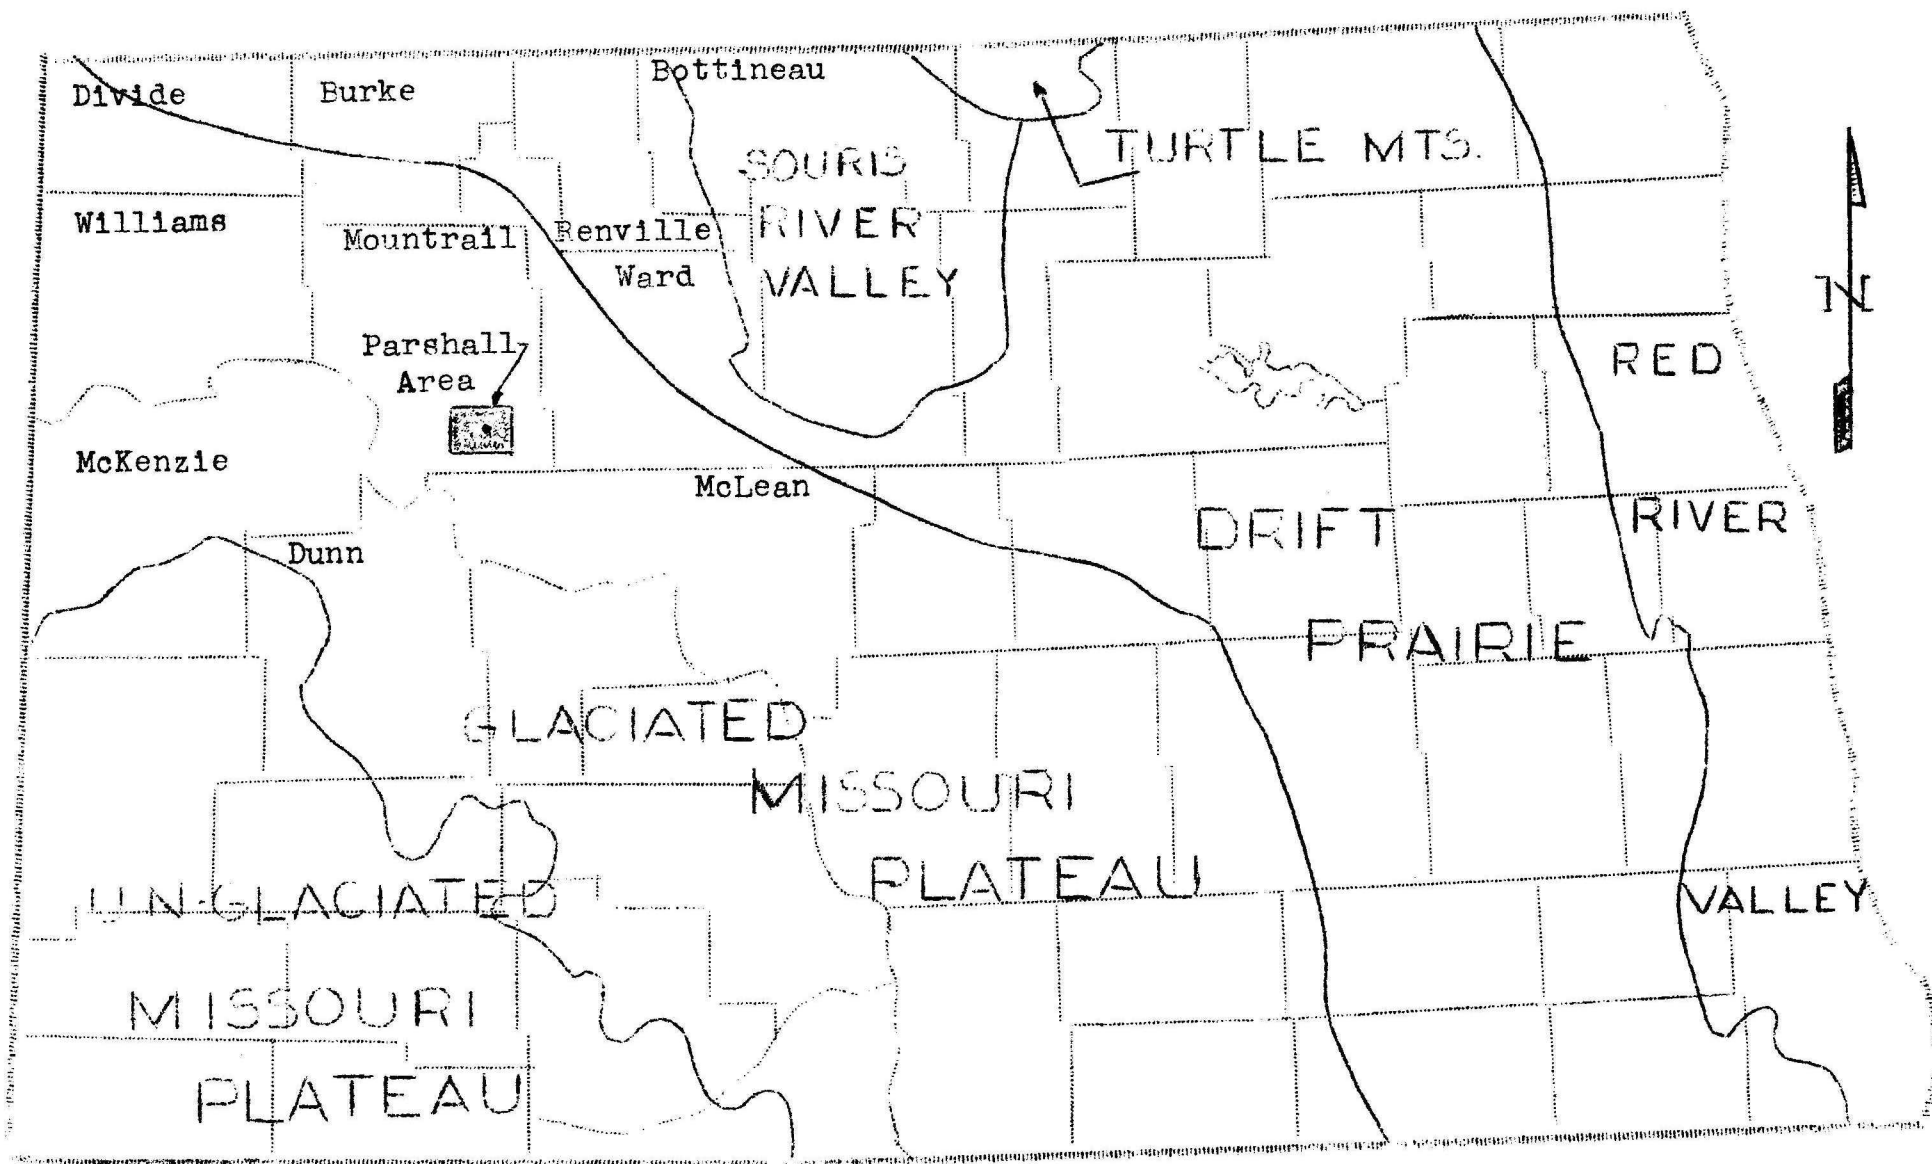 Divide
Burke
Bottineau
TURTLE MTS.
SOURIS
RIVER
VALLEY
Williams
Mountrail
Renville
Ward
N
Parshall
Area
RED
RIVER
VALLEY
McKenzie
McLean
DRIFT
PRAIRIE
Dunn
GLACIATED
MISSOURI
PLATEAU
UN-GLACIATED
MISSOURI
PLATEAU